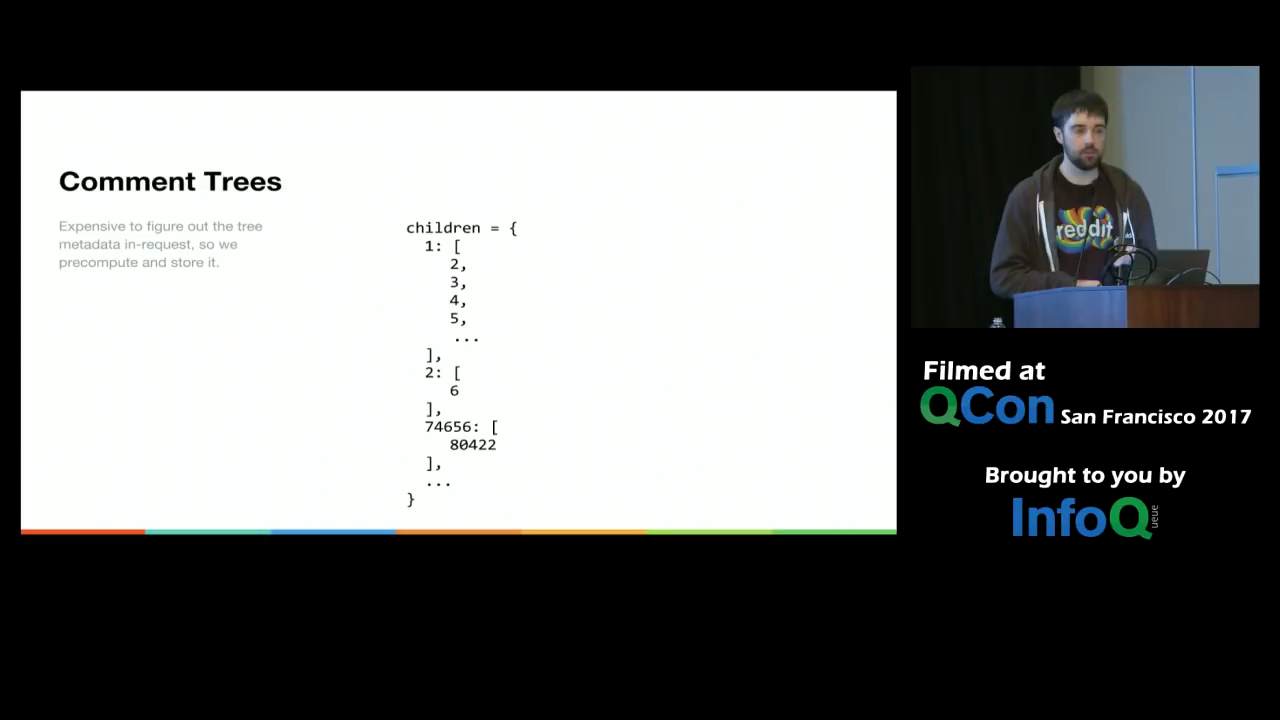 Comment Trees
Expensive to figure out the tree
metadata in-request, so we
precompute and store it.
children = {
1: [
2,
3,
4,
5,
...
],
2: [
6
],
74656: [
80422
],
...
}
reddit
Filmed at
QCon San Francisco 2017
Brought to you by
InfoQueue